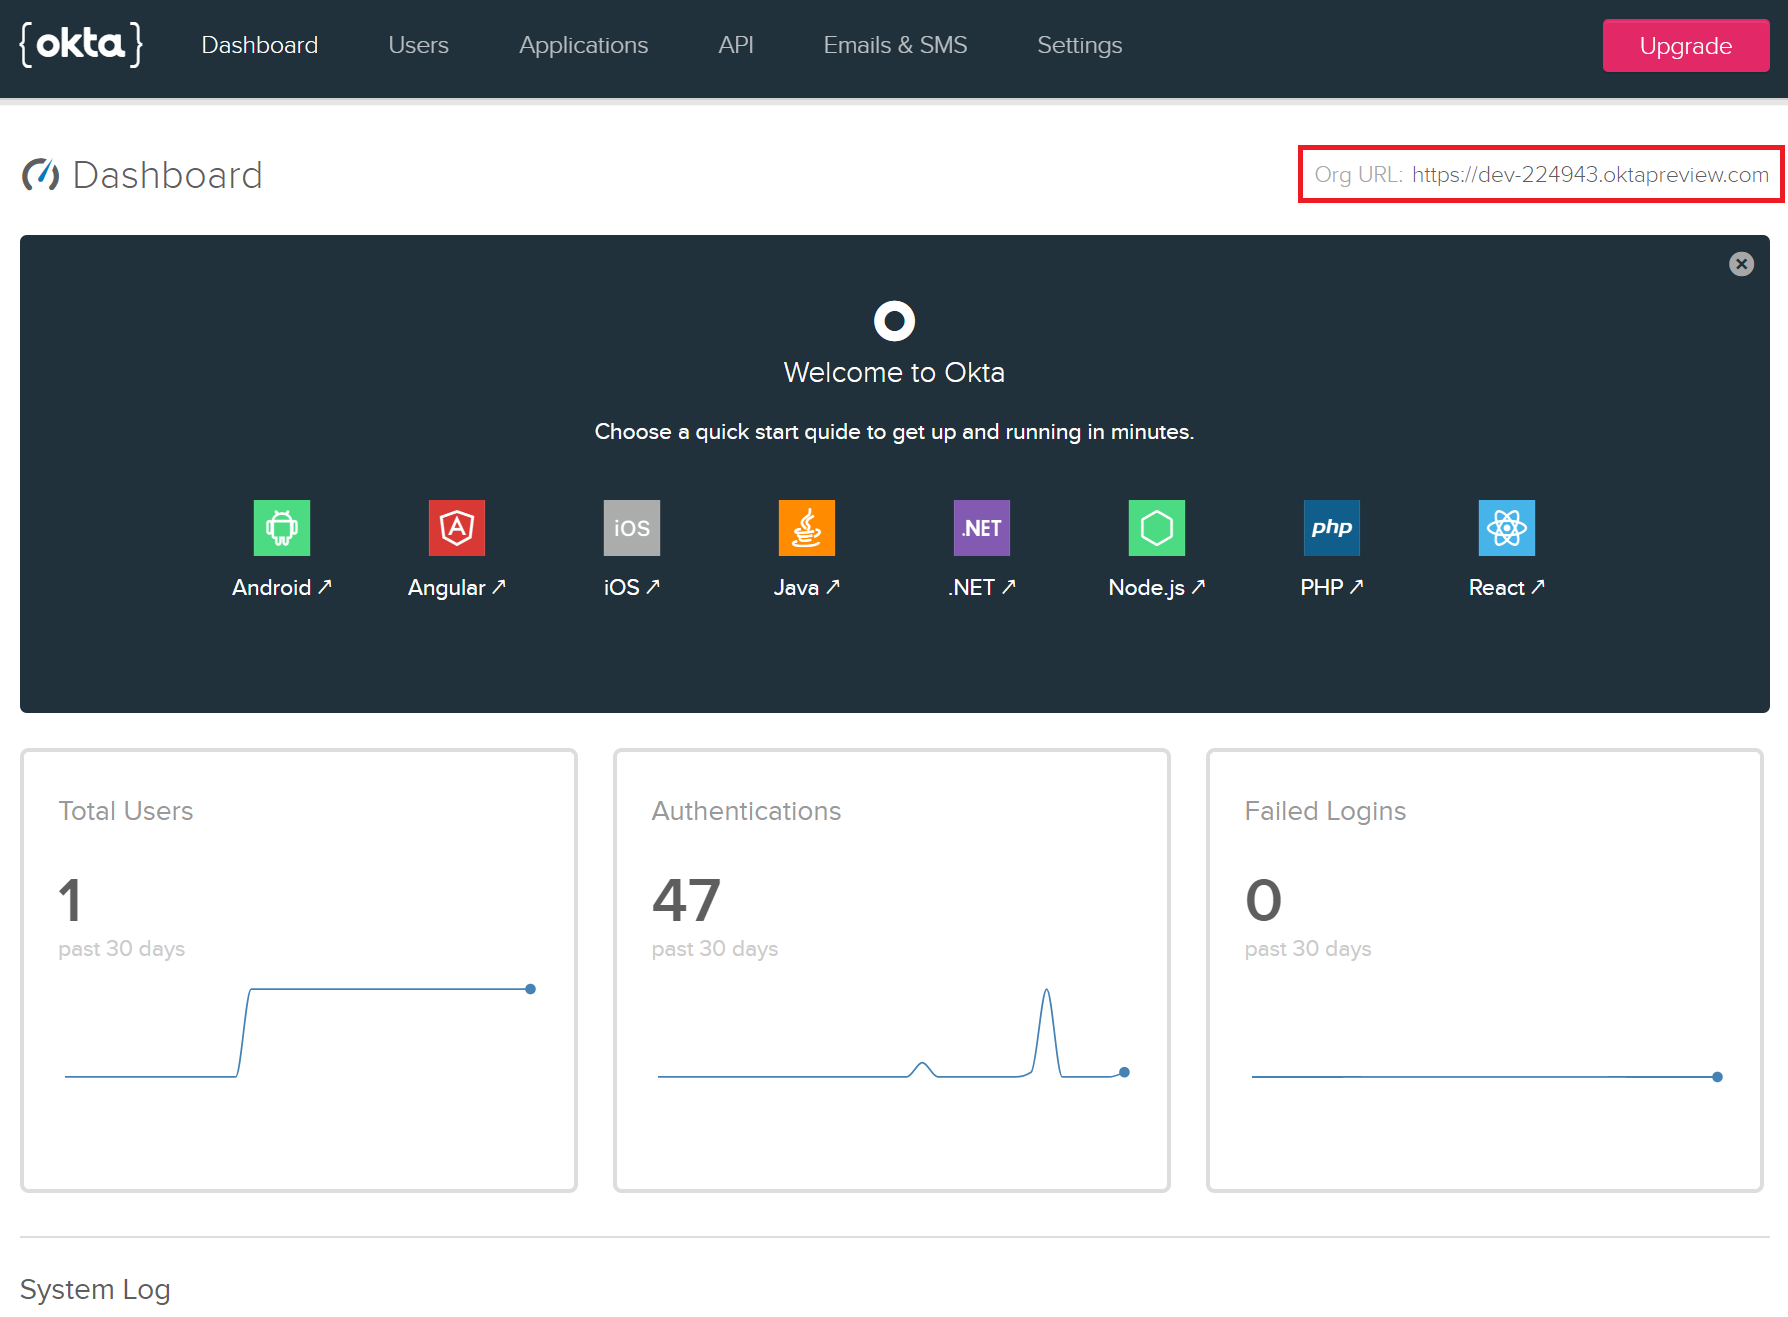 {okta} Dashboard Users Applications API Emails & SMS Settings Upgrade
Dashboard
Org URL: https://dev-224943.oktapreview.com
Welcome to Okta
Choose a quick start quide to get up and running in minutes.
iOS .NET php
Android ↗ Angular ↗ iOS ↗ Java ↗ .NET ↗ Node.js ↗ PHP ↗ React ↗
Total Users
1
past 30 days
Authentications
47
past 30 days
Failed Logins
0
past 30 days
System Log